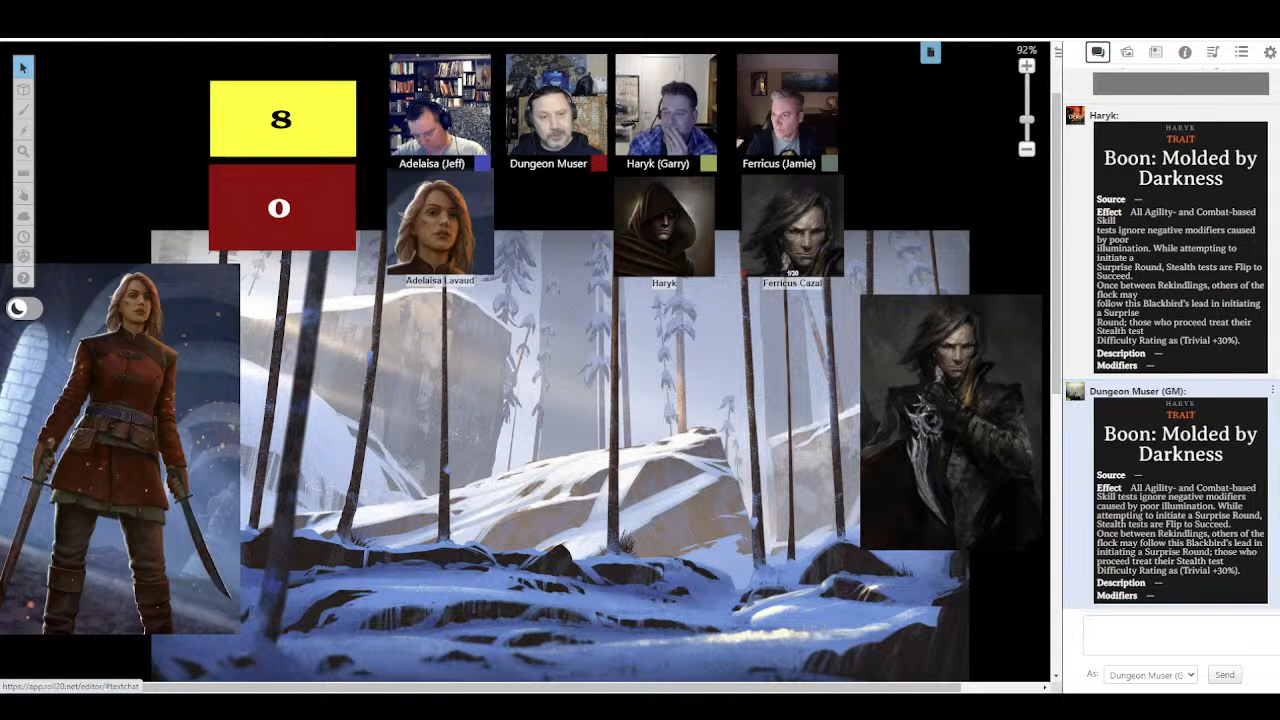 92%
8
0
Adelaisa (Jeff)
Dungeon Muser
Haryk (Garry)
Ferricus (Jamie)
Adelaisa Lavaud
Haryk
1/30
Ferricus Cazal
Haryk:
HARYK
TRAIT
Boon: Molded by
Darkness
Source —
Effect All Agility- and Combat-based
Skill
tests ignore negative modifiers caused
by poor
illumination. While attempting to
initiate a
Surprise Round, Stealth tests are Flip to
Succeed.
Once between Rekindlings, others of the
flock may
follow this Blackbird's lead in initiating
a Surprise
Round; those who proceed treat their
Stealth test
Difficulty Rating as (Trivial +30%).
Description —
Modifiers —
Dungeon Muser (GM):
HARYK
TRAIT
Boon: Molded by
Darkness
Source —
Effect All Agility- and Combat-based
Skill tests ignore negative modifiers
caused by poor illumination. While
attempting to initiate a Surprise Round,
Stealth tests are Flip to Succeed.
Once between Rekindlings, others of the
flock may follow this Blackbird's lead in
initiating a Surprise Round; those who
proceed treat their Stealth test
Difficulty Rating as (Trivial +30%).
Description —
Modifiers —
As:
Dungeon Muser (G
Send
https://app.roll20.net/editor/#textchat